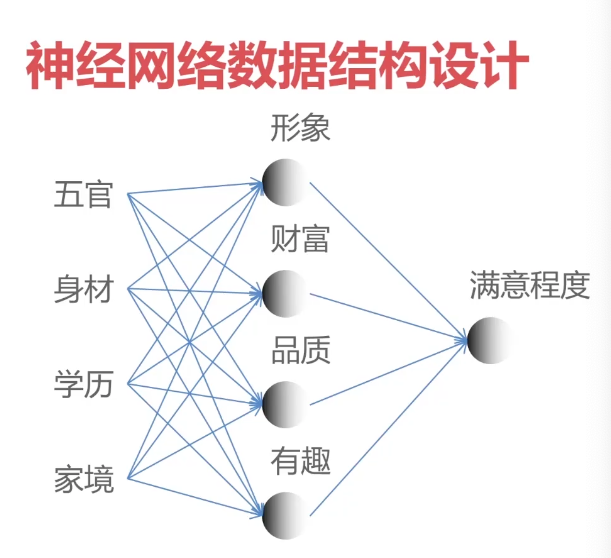 神经网络数据结构设计
形象
五官
财富
身材
满意程度
品质
学历
有趣
家境